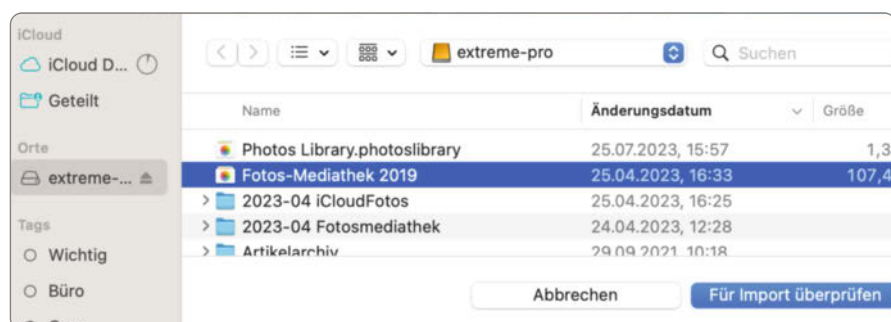 iCloud
iCloud D...
Geteilt
Orte
extreme-...
Tags
Wichtig
Büro
extreme-pro
Suchen
Name Änderungsdatum Größe
Photos Library.photoslibrary 25.07.2023, 15:57 1,3
Fotos-Mediathek 2019 25.04.2023, 16:33 107,4
2023-04 iCloudFotos 25.04.2023, 16:25
2023-04 Fotosmediathek 24.04.2023, 12:28
Artikelarchiv 29.09.2021, 10:18
Abbrechen Für Import überprüfen